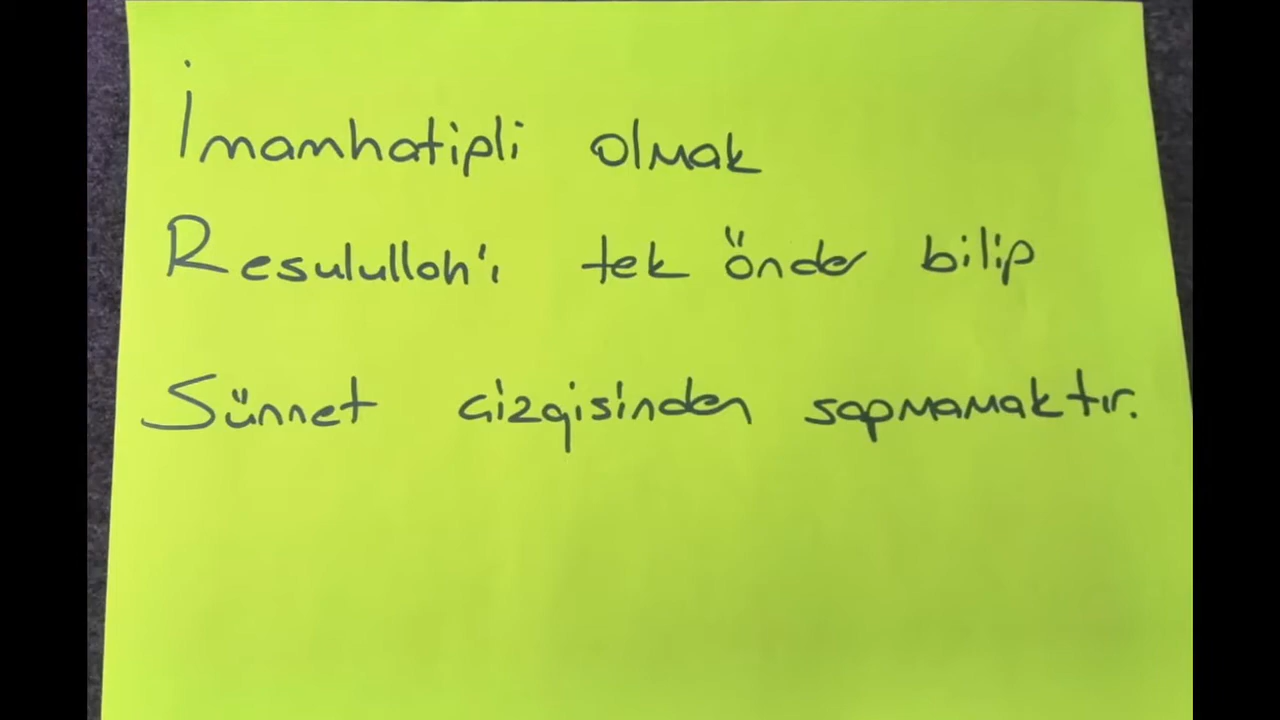 İmamhatipli olmak
Resulullah'ı tek önder bilip
Sünnet çizgisinden sapmamaktır.